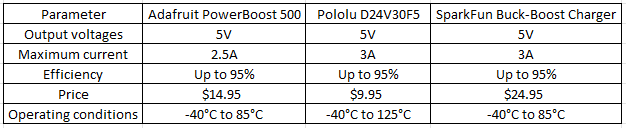 Parameter Adafruit PowerBoost 500 Pololu D24V30F5 SparkFun Buck-Boost Charger
Output voltages 5V 5V 5V
Maximum current 2.5A 3A 3A
Efficiency Up to 95% Up to 95% Up to 95%
Price $14.95 $9.95 $24.95
Operating conditions -40°C to 85°C -40°C to 125°C -40°C to 85°C